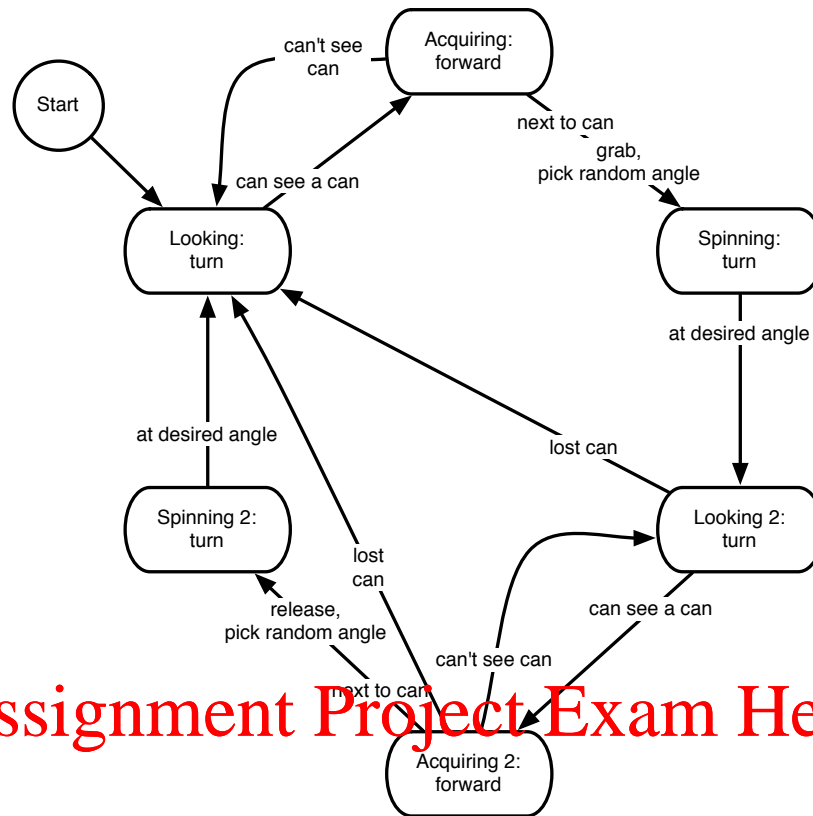 can't see
can
Acquiring:
forward
Start
next to can
grab,
pick random angle
can see a can
Looking:
turn
Spinning:
turn
at desired angle
at desired angle
lost can
Spinning 2:
turn
Looking 2:
turn
lost
can
release,
pick random angle
can see a can
can't see can
next to can
ssignment Project Exam He
Acquiring 2:
forward